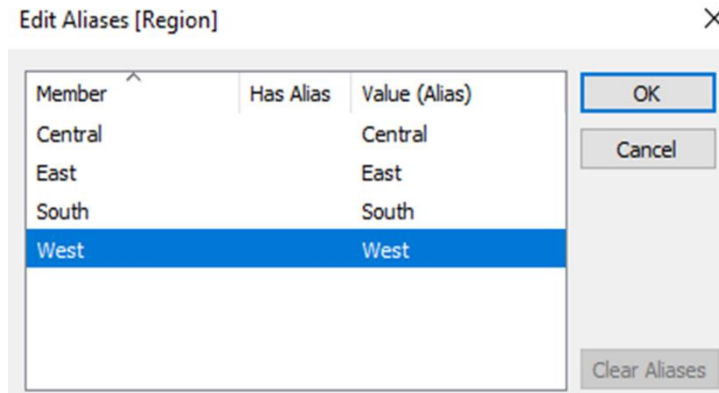 Edit Aliases [Region]
Member Has Alias Value (Alias) OK
Central Central Cancel
East East
South South
West West
Clear Aliases